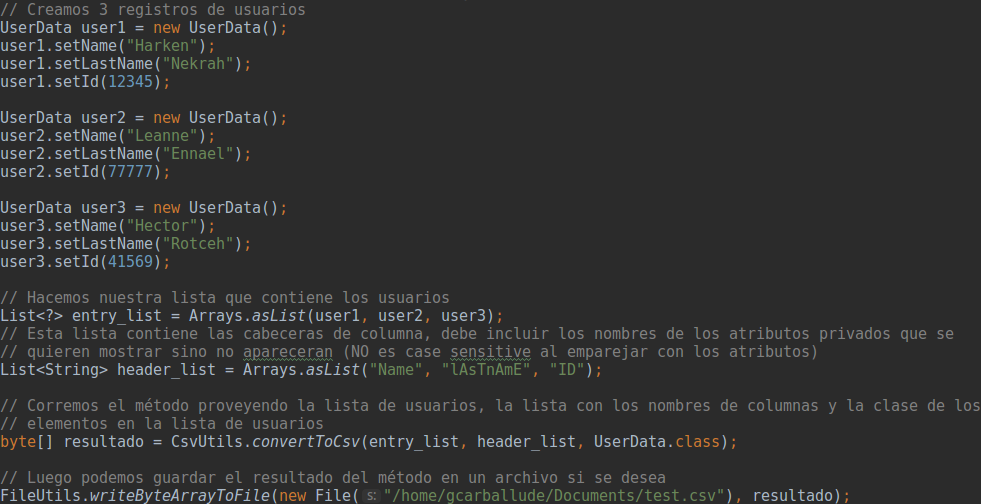 // Creamos 3 registros de usuarios
UserData user1 = new UserData();
user1.setName("Harken");
user1.setLastName("Nekrah");
user1.setId(12345);
UserData user2 = new UserData();
user2.setName("Leanne");
user2.setLastName("Ennael");
user2.setId(77777);
UserData user3 = new UserData();
user3.setName("Hector");
user3.setLastName("Rotceh");
user3.setId(41569);
// Hacemos nuestra lista que contiene los usuarios
List<?> entry_list = Arrays.asList(user1, user2, user3);
// Esta lista contiene las cabeceras de columna, debe incluir los nombres de los atributos privados que se
// quieren mostrar sino no apareceran (NO es case sensitive al emparejar con los atributos)
List<String> header_list = Arrays.asList("Name", "lAsTnAmE", "ID");
// Corremos el método proveyendo la lista de usuarios, la lista con los nombres de columnas y la clase de los
// elementos en la lista de usuarios
byte[] resultado = CsvUtils.convertToCsv(entry_list, header_list, UserData.class);
// Luego podemos guardar el resultado del método en un archivo si se desea
FileUtils.writeByteArrayToFile(new File( s: "/home/gcarballude/Documents/test.csv"), resultado);